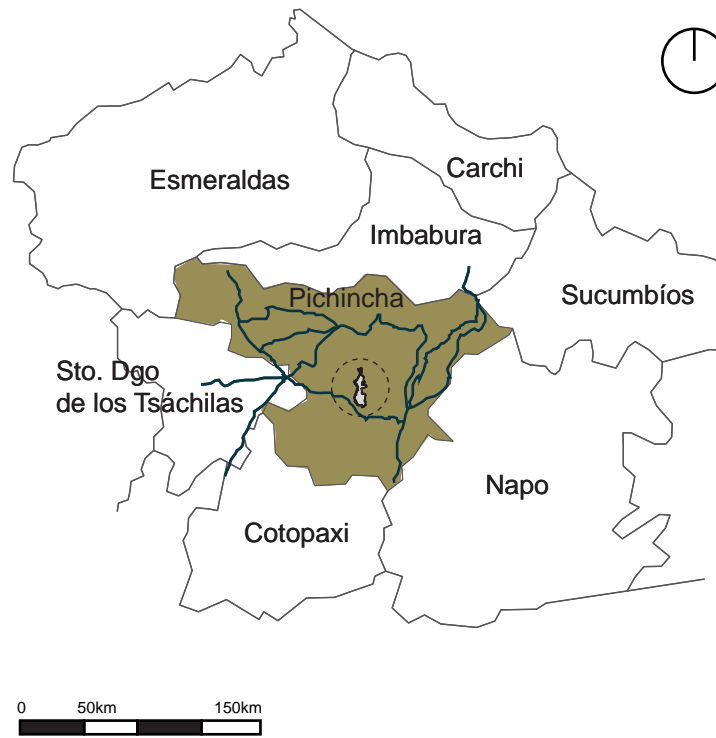 Carchi
Esmeraldas
Imbabura
Sucumbíos
Pichincha
Sto. Dgo
de los Tsáchilas
Napo
Cotopaxi
0 50km 150km